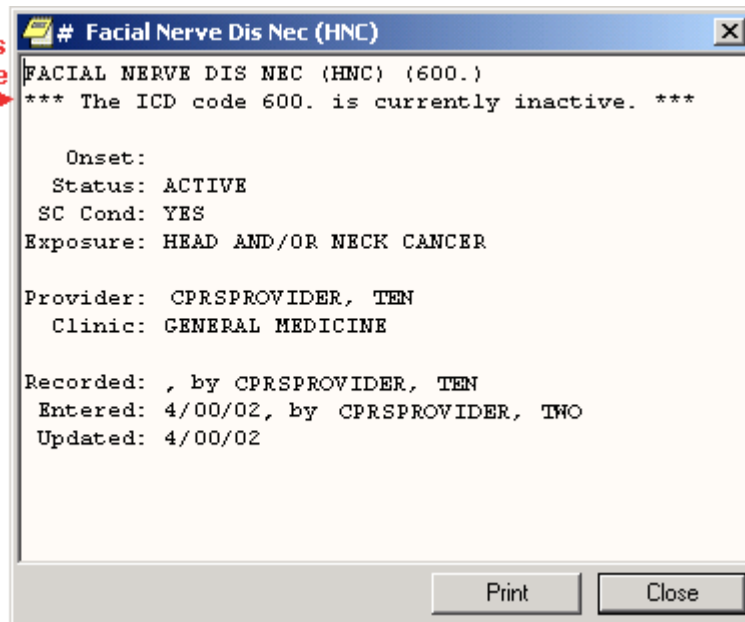 # Facial Nerve Dis Nec (HNC)
FACIAL NERVE DIS NEC (HNC) (600.)
*** The ICD code 600. is currently inactive. ***
Onset:
Status: ACTIVE
SC Cond: YES
Exposure: HEAD AND/OR NECK CANCER
Provider: CPRSPROVIDER, TEN
Clinic: GENERAL MEDICINE
Recorded: , by CPRSPROVIDER, TEN
Entered: 4/00/02, by CPRSPROVIDER, TWO
Updated: 4/00/02
Print Close